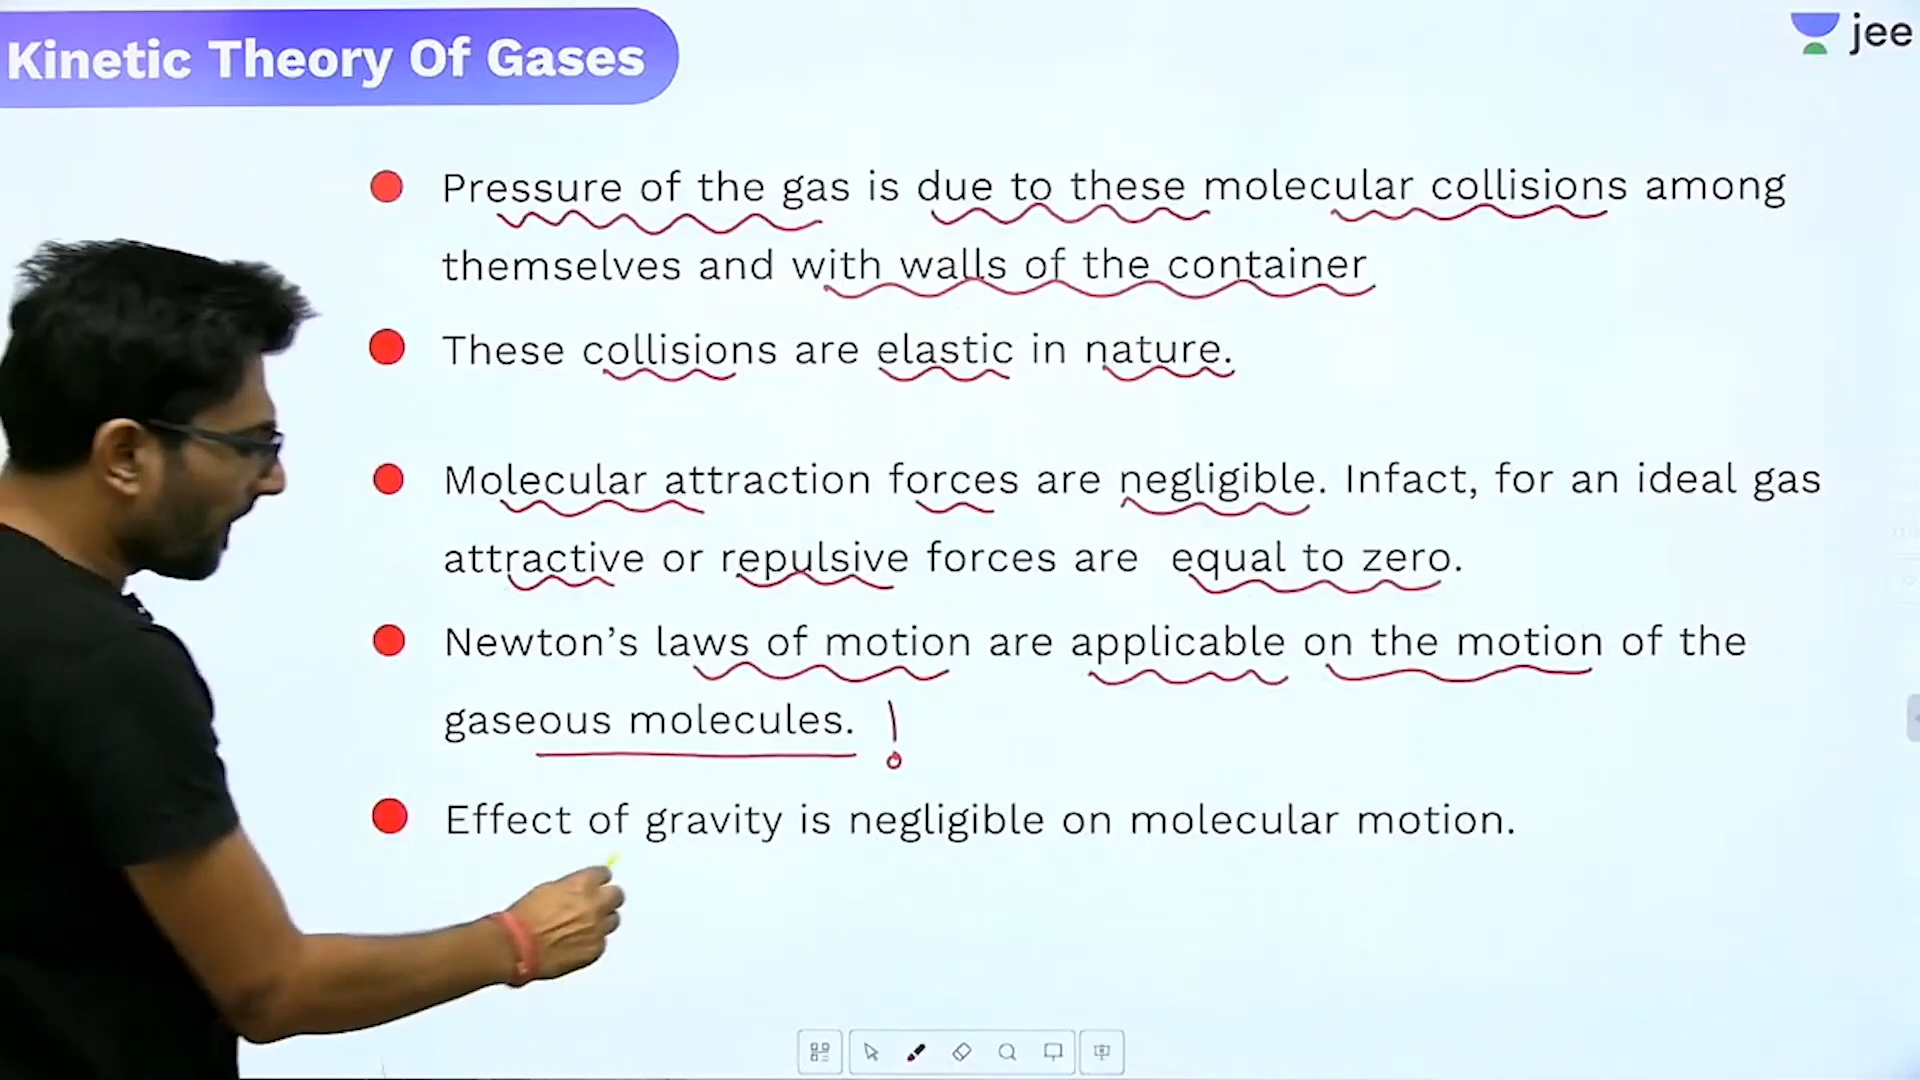 Kinetic Theory Of Gases
jee
Pressure of the gas is due to these molecular collisions among
themselves and with walls of the container
These collisions are elastic in nature.
Molecular attraction forces are negligible. Infact, for an ideal gas
attractive or repulsive forces are equal to zero.
Newton’s laws of motion are applicable on the motion of the
gaseous molecules. !
Effect of gravity is negligible on molecular motion.